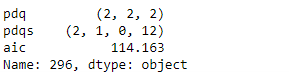 pdq (2, 2, 2)
pdqs (2, 1, 0, 12)
aic 114.163
Name: 296, dtype: object